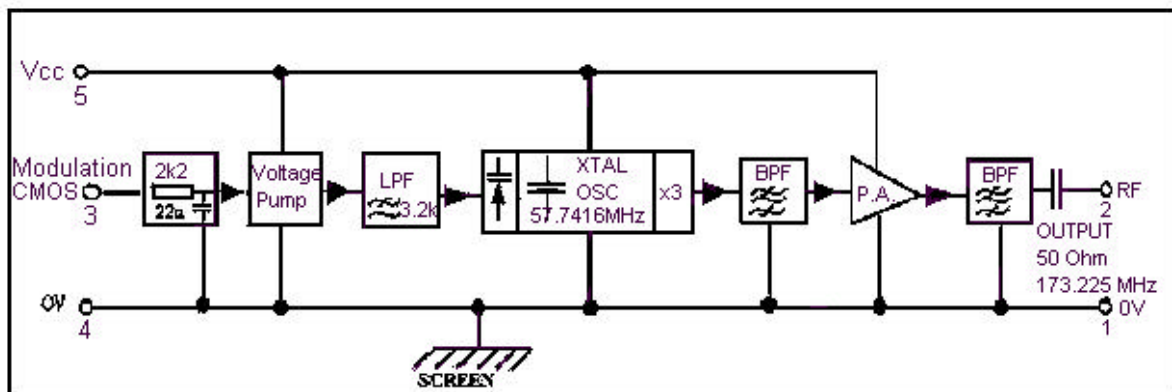 Vcc
5
Modulation
CMOS
3
2k2
22n
Voltage
Pump
LPF
3.2k
XTAL
OSC
57.7416MHz
x3
BPF
P.A.
BPF
RF
2
OUTPUT
50 Ohm
173.225 MHz
0V
4
0V
1
SCREEN